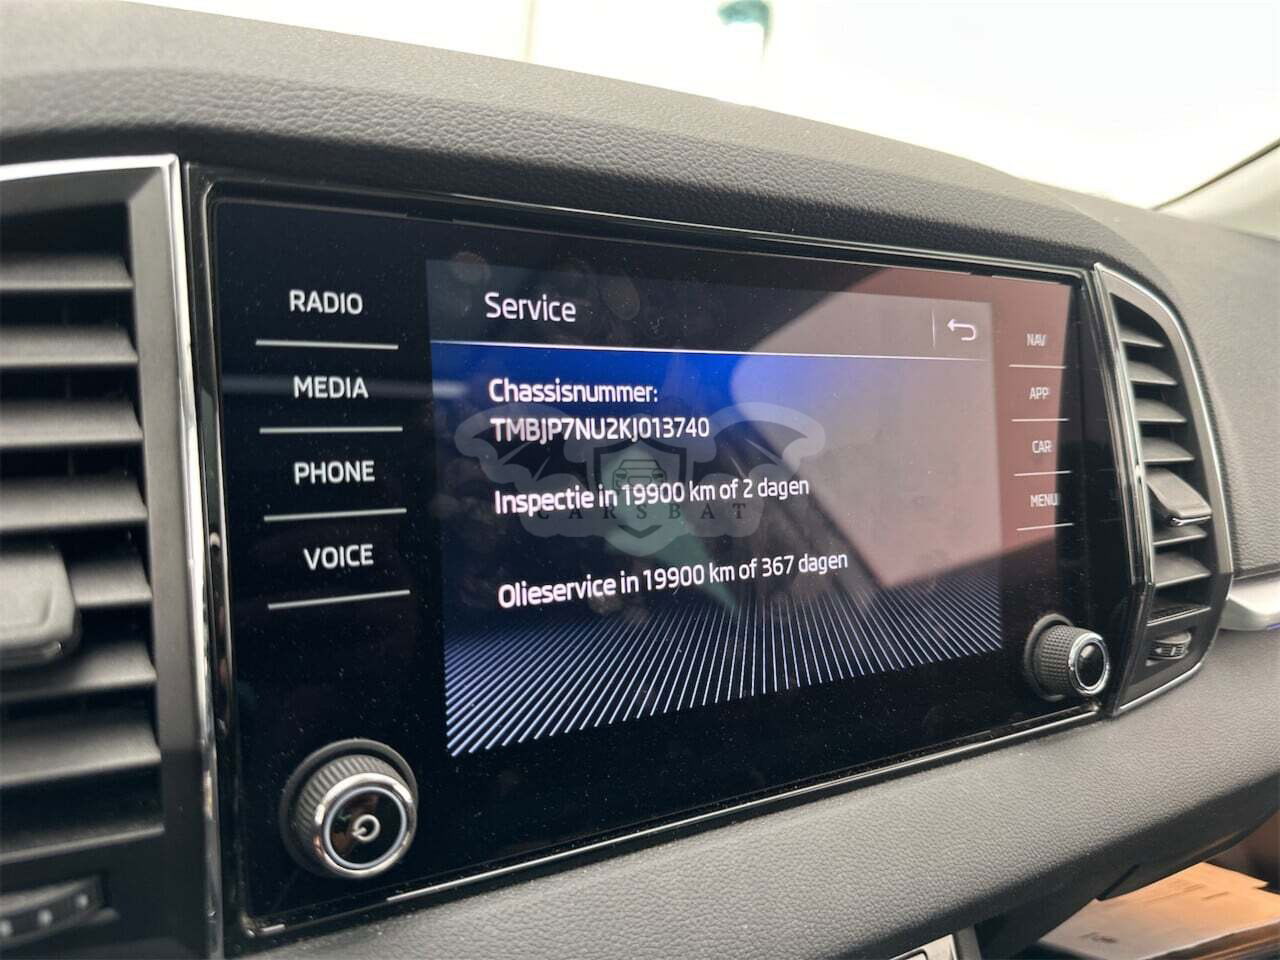 RADIO
MEDIA
PHONE
VOICE
Service
Chassisnummer:
TMBJP7NU2KJ013740
Inspectie in 19900 km of 2 dagen
CARSBAT
Olieservice in 19900 km of 367 dagen
NAV
APP
CAR
MENU